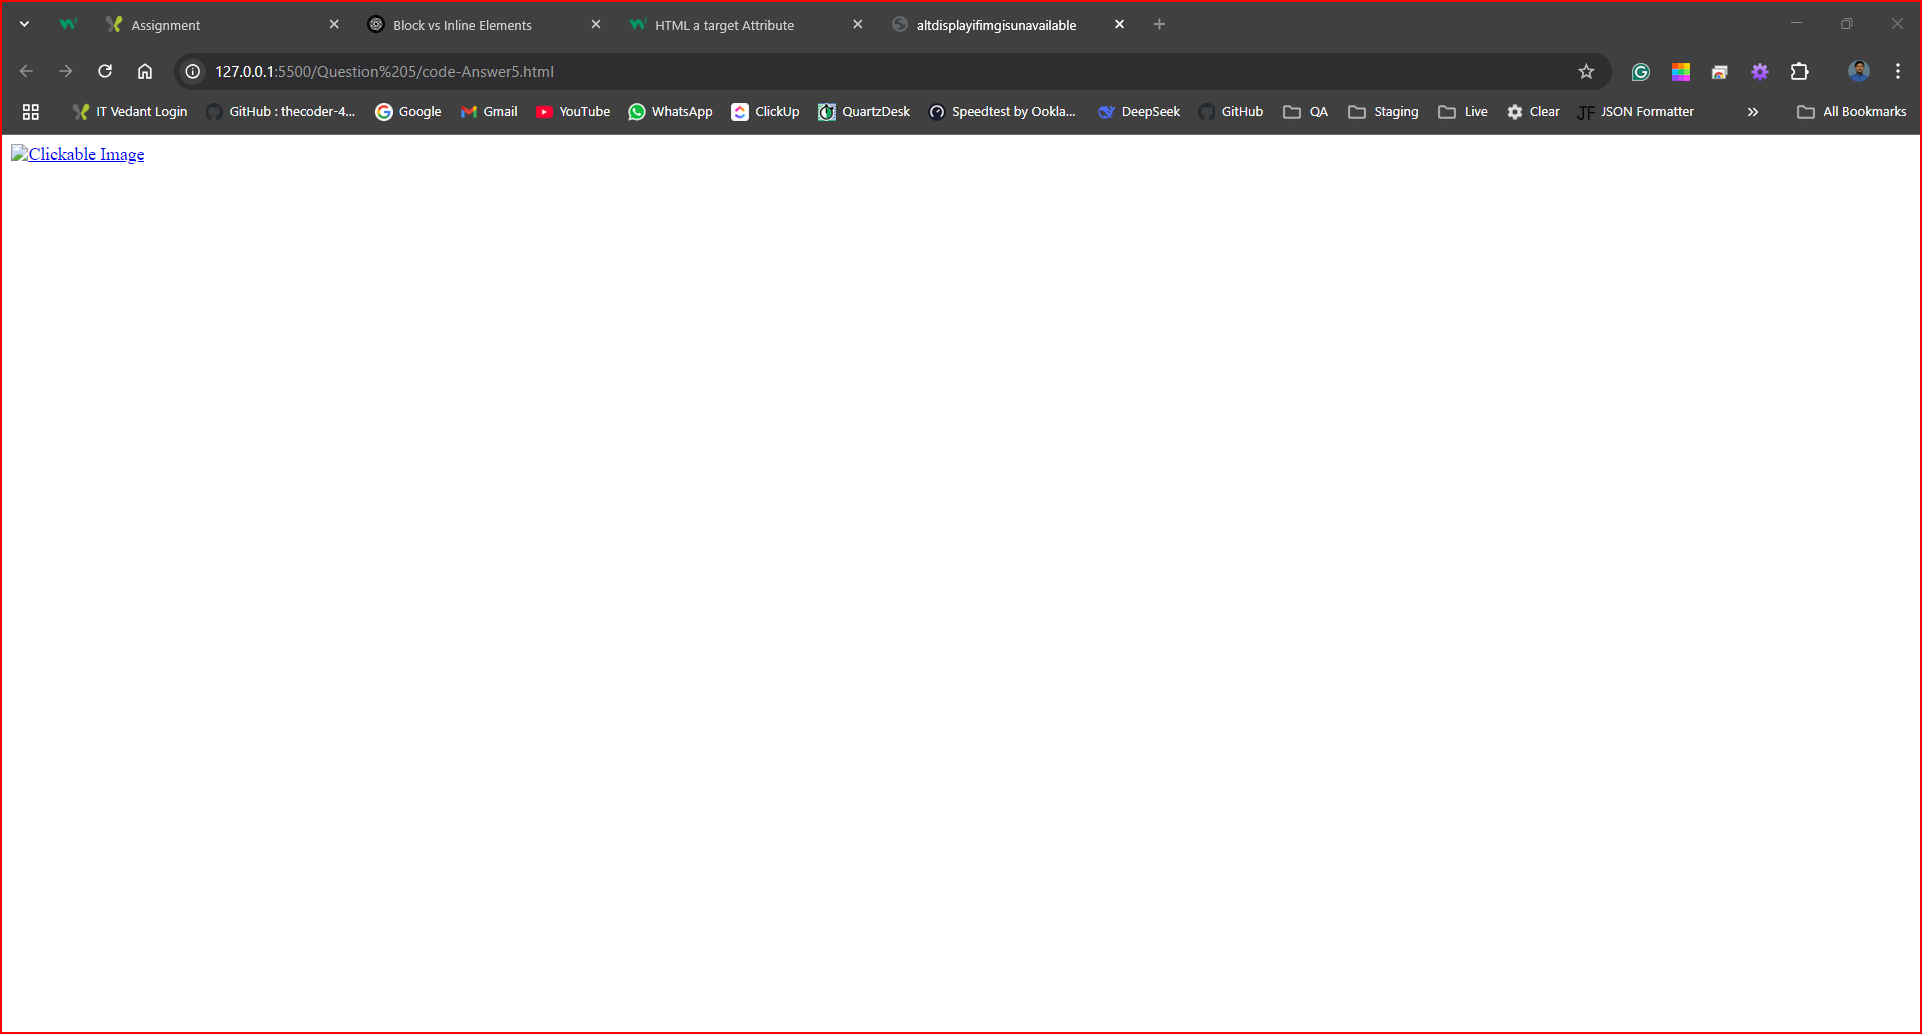 Assignment
Block vs Inline Elements
HTML a target Attribute
altdisplayifimgisunavailable
127.0.0.1:5500/Question%205/code-Answer5.html
IT Vedant Login
GitHub : thecoder-4...
Google
Gmail
YouTube
WhatsApp
ClickUp
QuartzDesk
Speedtest by Ookla...
DeepSeek
GitHub
QA
Staging
Live
Clear
JF JSON Formatter
All Bookmarks
Clickable Image